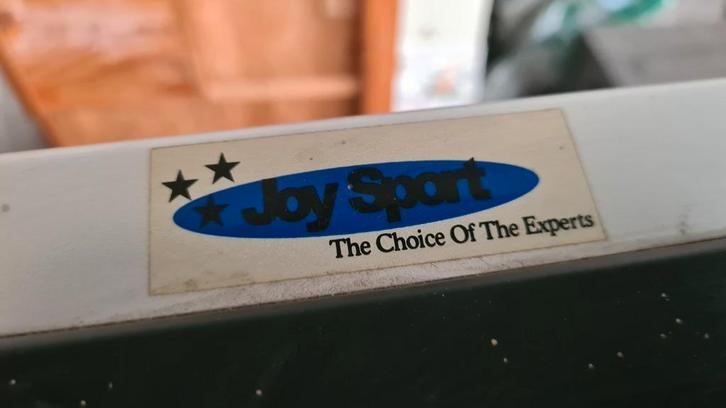 Joy Sport
The Choice Of The Experts